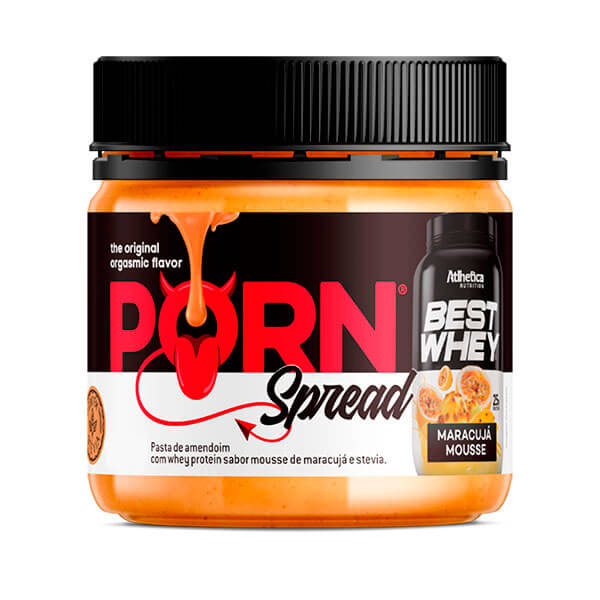 the original
orgasmic flavor
PORN®
Spread
Pasta de amendoim
com whey protein sabor mousse de maracujá e stevia.
Atlhetica
NUTRITION
BEST
WHEY
25
MARACUJÁ
MOUSSE